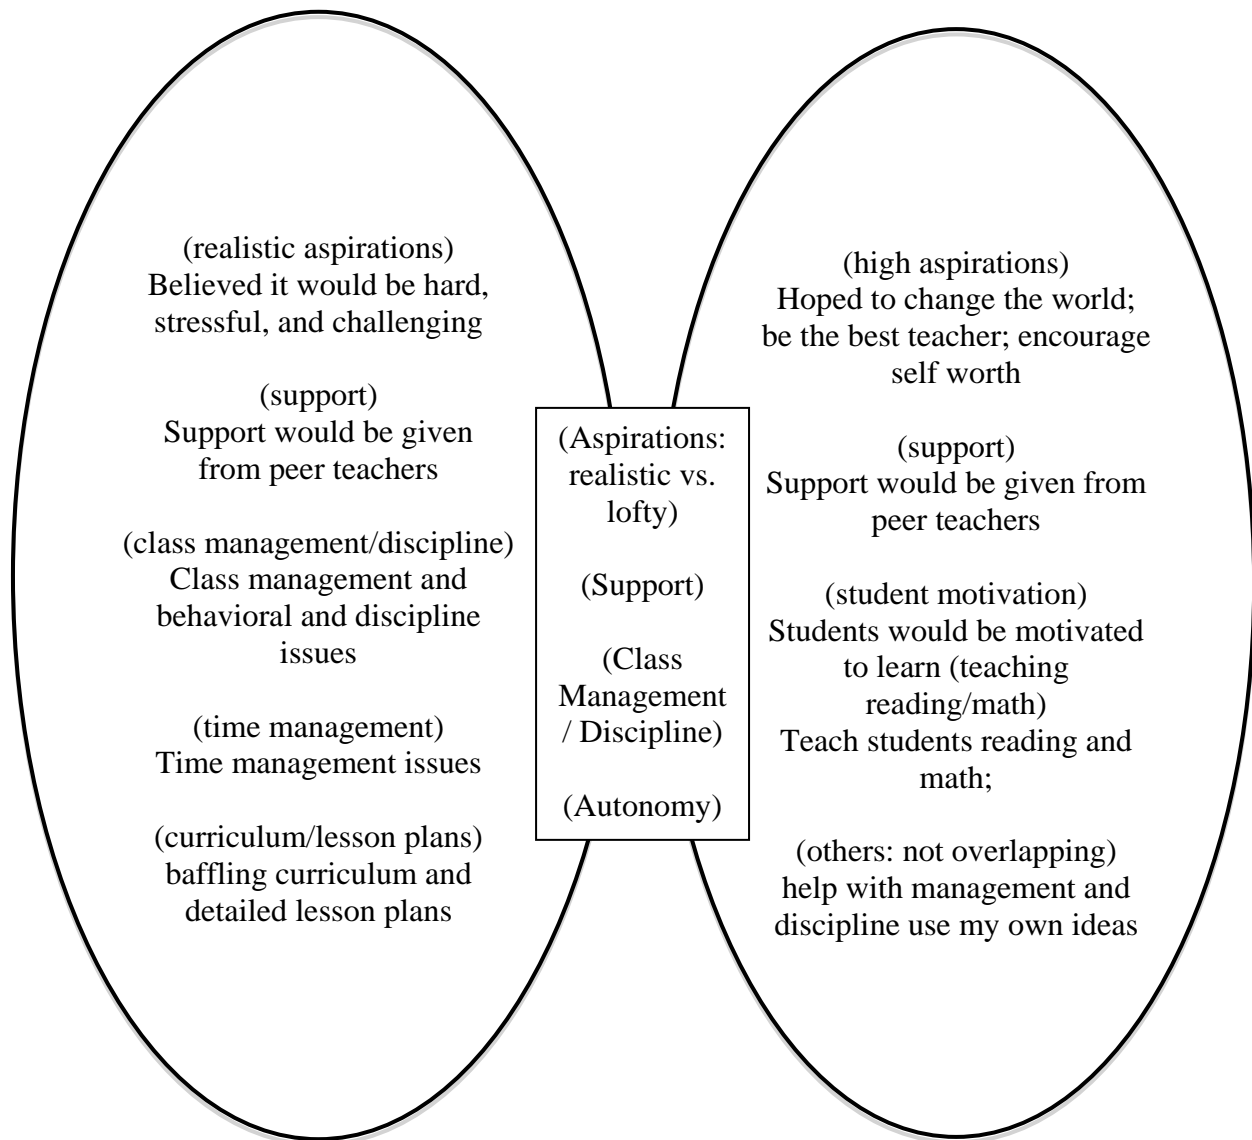 (realistic aspirations)
Believed it would be hard,
stressful, and challenging
(support)
Support would be given
from peer teachers
(class management/discipline)
Class management and
behavioral and discipline
issues
(time management)
Time management issues
(curriculum/lesson plans)
baffling curriculum and
detailed lesson plans
(Aspirations:
realistic vs.
lofty)
(Support)
(Class
Management
/ Discipline)
(Autonomy)
(high aspirations)
Hoped to change the world;
be the best teacher; encourage
self worth
(support)
Support would be given from
peer teachers
(student motivation)
Students would be motivated
to learn (teaching
reading/math)
Teach students reading and
math;
(others: not overlapping)
help with management and
discipline use my own ideas